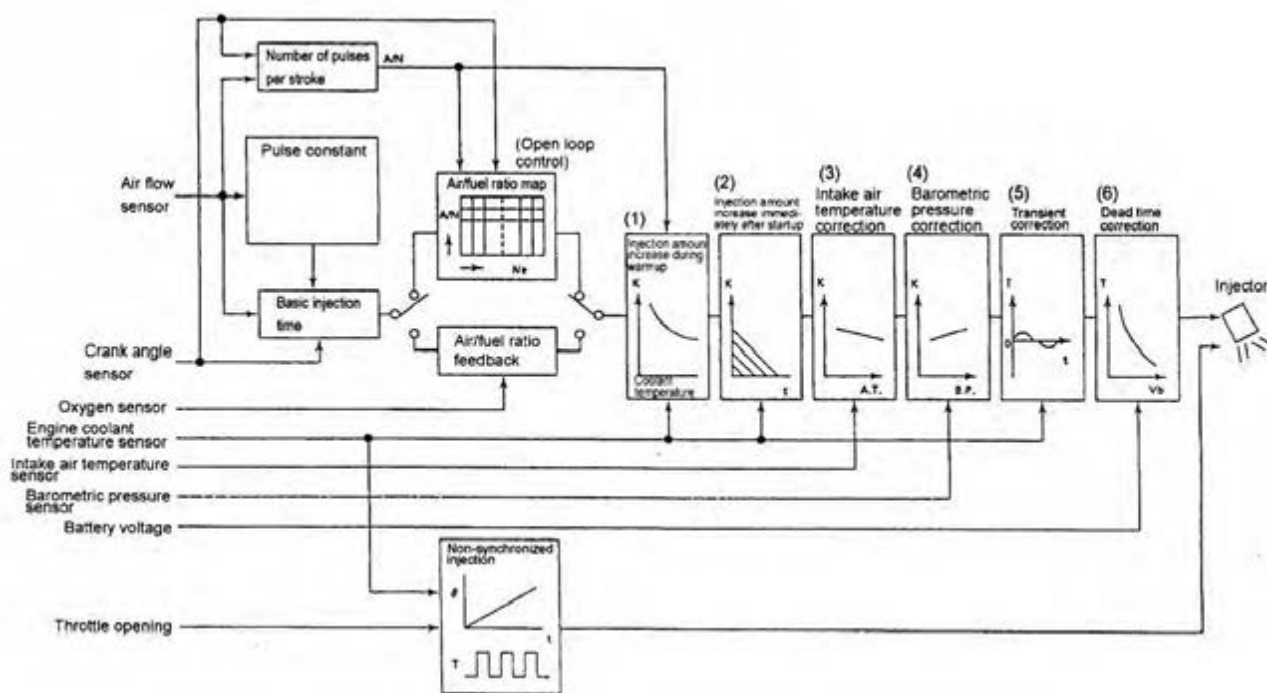 Number of pulses
per stroke
A/N
Pulse constant
(Open loop
control)
Air/fuel ratio map
A/N
Ne
Air flow
sensor
Basic injection
time
Air/fuel ratio
feedback
Crank angle
sensor
Oxygen sensor
Engine coolant
temperature sensor
Intake air temperature
sensor
Barometric pressure
sensor
Battery voltage
Throttle opening
(1)
Injection amoun
increase during
warmup
K
Coolant
temperature
(2)
Injection amount
increase immedi-
ately after startup
K
t
(3)
Intake air
temperature
correction
K
A.T.
(4)
Barometric
pressure
correction
K
B.P.
(5)
Transient
correction
T
0
t
(6)
Dead time
correction
T
Vb
Injector
Non-synchronized
injection
t
T